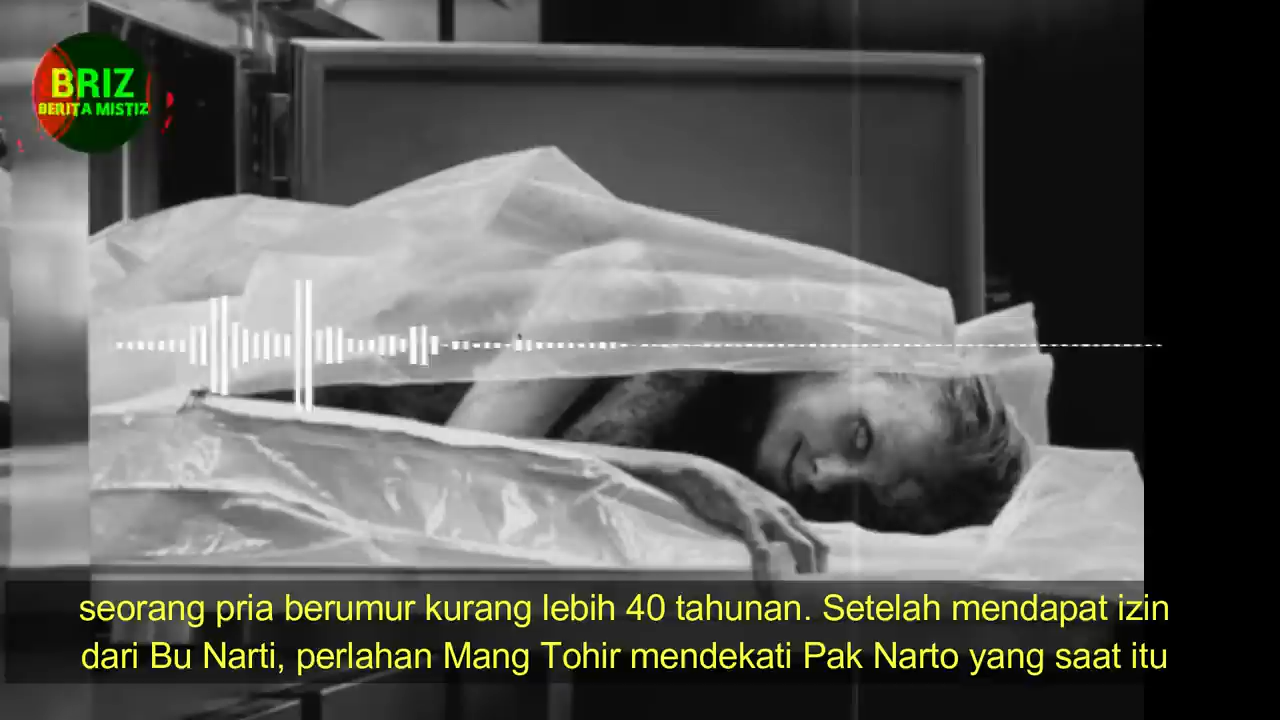 BRIZ
BERITA MISTIZ
seorang pria berumur kurang lebih 40 tahunan. Setelah mendapat izin
dari Bu Narti, perlahan Mang Tohir mendekati Pak Narto yang saat itu